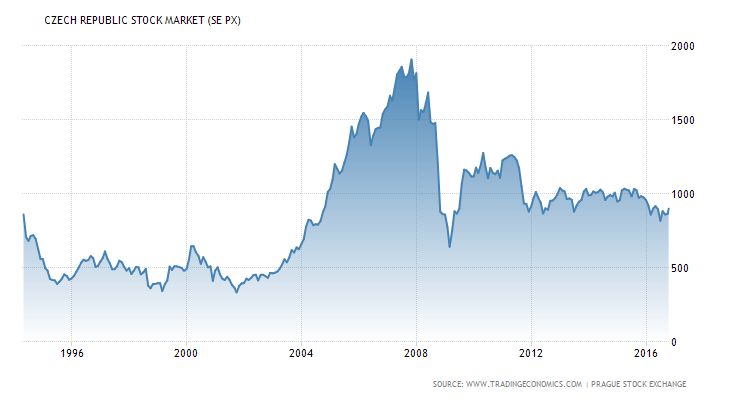 CZECH REPUBLIC STOCK MARKET (SE PX)
2000
1500
1000
500
0
1996 2000 2004 2008 2012 2016
SOURCE: WWW.TRADINGECONOMICS.COM | PRAGUE STOCK EXCHANGE